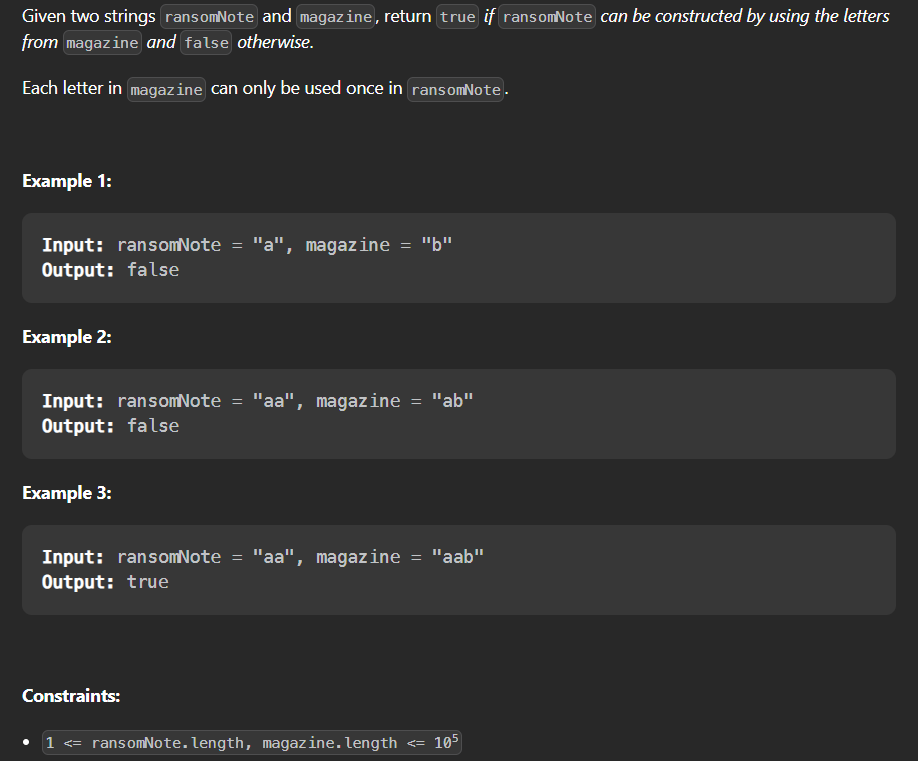 Given two strings ransomNote and magazine, return true if ransomNote can be constructed by using the letters
from magazine and false otherwise.
Each letter in magazine can only be used once in ransomNote.
Example 1:
Input: ransomNote = "a", magazine = "b"
Output: false
Example 2:
Input: ransomNote = "aa", magazine = "ab"
Output: false
Example 3:
Input: ransomNote = "aa", magazine = "aab"
Output: true
Constraints:
• 1 <= ransomNote.length, magazine.length <= 10⁵